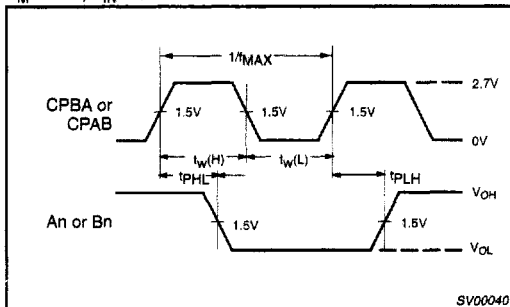 1/fMAX
2.7V
CPBA or
CPAB
1.5V 1.5V 1.5V
0V
tW(H) tW(L)
tPHL tPLH
VOH
An or Bn
1.5V 1.5V
VOL
SV00040